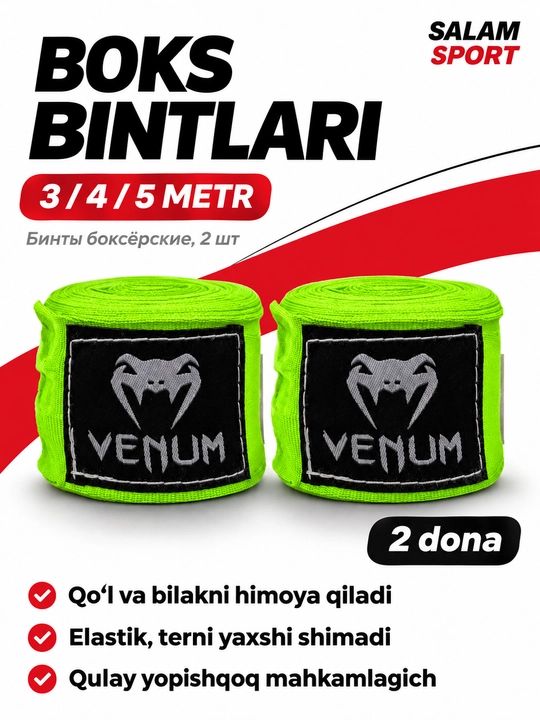 SALAM
SPORT
BOKS
BINTLARI
3 / 4 / 5 METR
Бинты боксёрские, 2 шт
VENUM
VENUM
2 dona
Qo‘l va bilakni himoya qiladi
Elastik, terni yaxshi shimadi
Qulay yopishqoq mahkamlagich